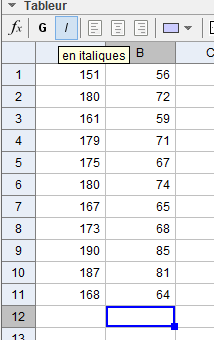 Tableur
fx G I
en italiques B C
1 151 56
2 180 72
3 161 59
4 179 71
5 175 67
6 180 74
7 167 65
8 173 68
9 190 85
10 187 81
11 168 64
12
13